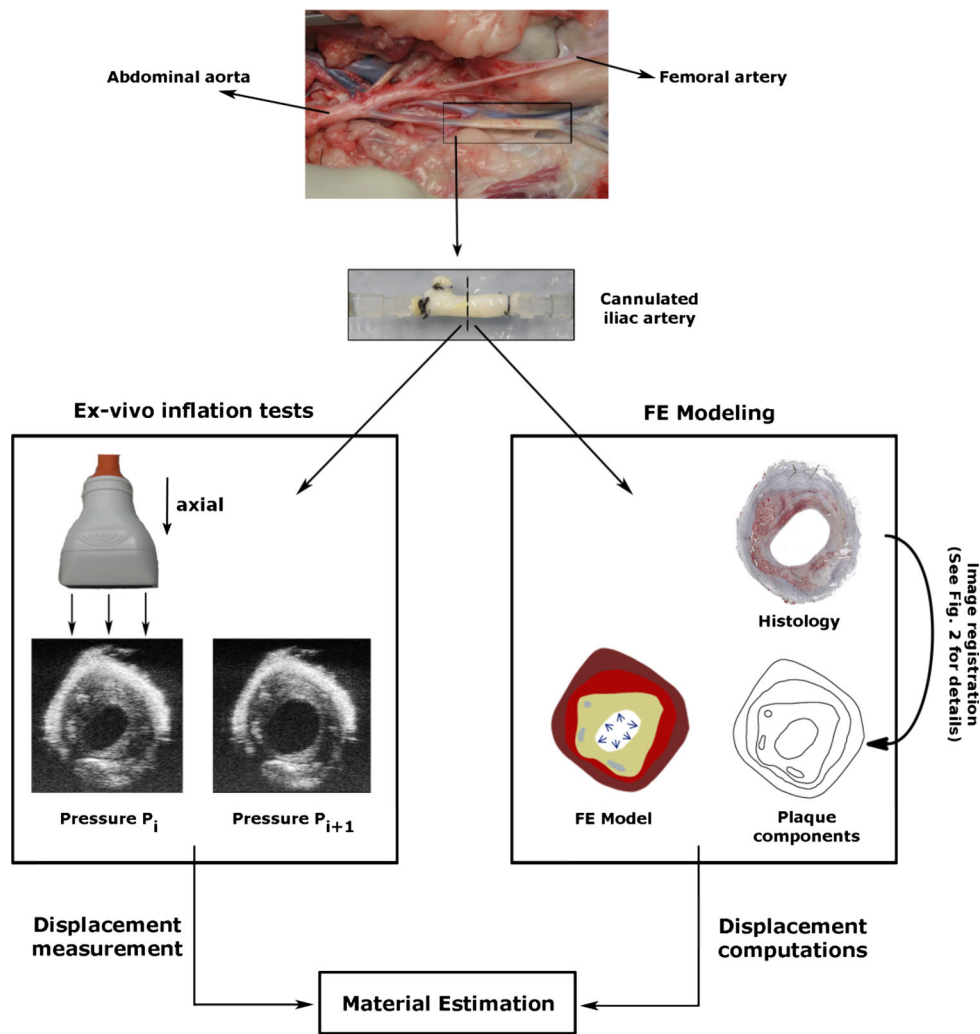 Abdominal aorta
Femoral artery
Cannulated
iliac artery
Ex-vivo inflation tests
FE Modeling
axial
Histology
Image registration
(See Fig. 2 for details)
Pressure Pi
Pressure Pi+1
FE Model
Plaque
components
Displacement
measurement
Displacement
computations
Material Estimation